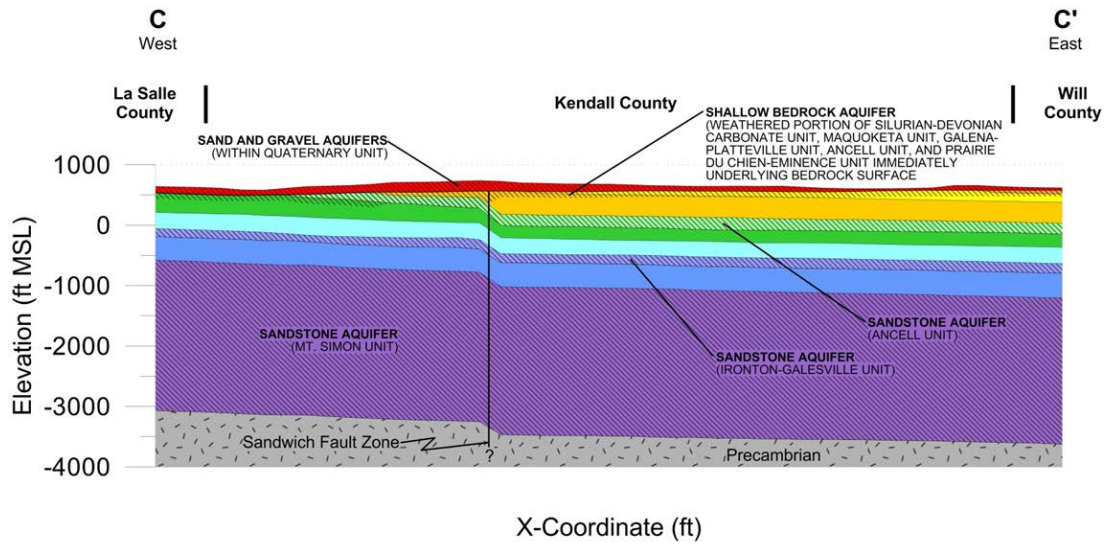 C
West
C'
East
La Salle
County
Kendall County
Will
County
SAND AND GRAVEL AQUIFERS
(WITHIN QUATERNARY UNIT)
SHALLOW BEDROCK AQUIFER
(WEATHERED PORTION OF SILURIAN-DEVONIAN
CARBONATE UNIT, MAQUOKETA UNIT, GALENA-
PLATTEVILLE UNIT, ANCELL UNIT, AND PRAIRIE
DU CHIEN-EMINENCE UNIT IMMEDIATELY
UNDERLYING BEDROCK SURFACE
Elevation (ft MSL)
1000
0
-1000
-2000
-3000
-4000
SANDSTONE AQUIFER
(MT. SIMON UNIT)
SANDSTONE AQUIFER
(ANCELL UNIT)
SANDSTONE AQUIFER
(IRONTON-GALESVILLE UNIT)
Sandwich Fault Zone
?
Precambrian
X-Coordinate (ft)